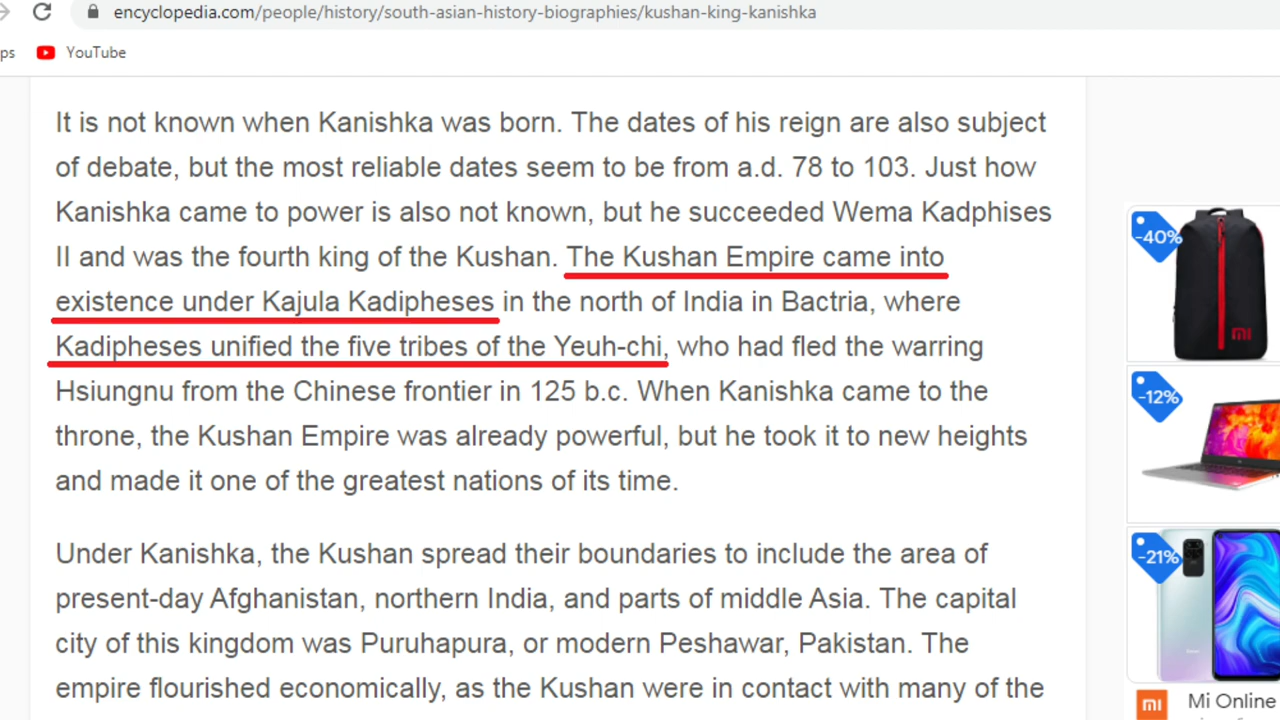 encyclopedia.com/people/history/south-asian-history-biographies/kushan-king-kanishka
ps YouTube
It is not known when Kanishka was born. The dates of his reign are also subject
of debate, but the most reliable dates seem to be from a.d. 78 to 103. Just how
Kanishka came to power is also not known, but he succeeded Wema Kadphises
II and was the fourth king of the Kushan. The Kushan Empire came into
existence under Kajula Kadipheses in the north of India in Bactria, where
Kadipheses unified the five tribes of the Yeuh-chi, who had fled the warring
Hsiungnu from the Chinese frontier in 125 b.c. When Kanishka came to the
throne, the Kushan Empire was already powerful, but he took it to new heights
and made it one of the greatest nations of its time.
Under Kanishka, the Kushan spread their boundaries to include the area of
present-day Afghanistan, northern India, and parts of middle Asia. The capital
city of this kingdom was Puruhapura, or modern Peshawar, Pakistan. The
empire flourished economically, as the Kushan were in contact with many of the
-40%
mi
-12%
-21%
mi Mi Online